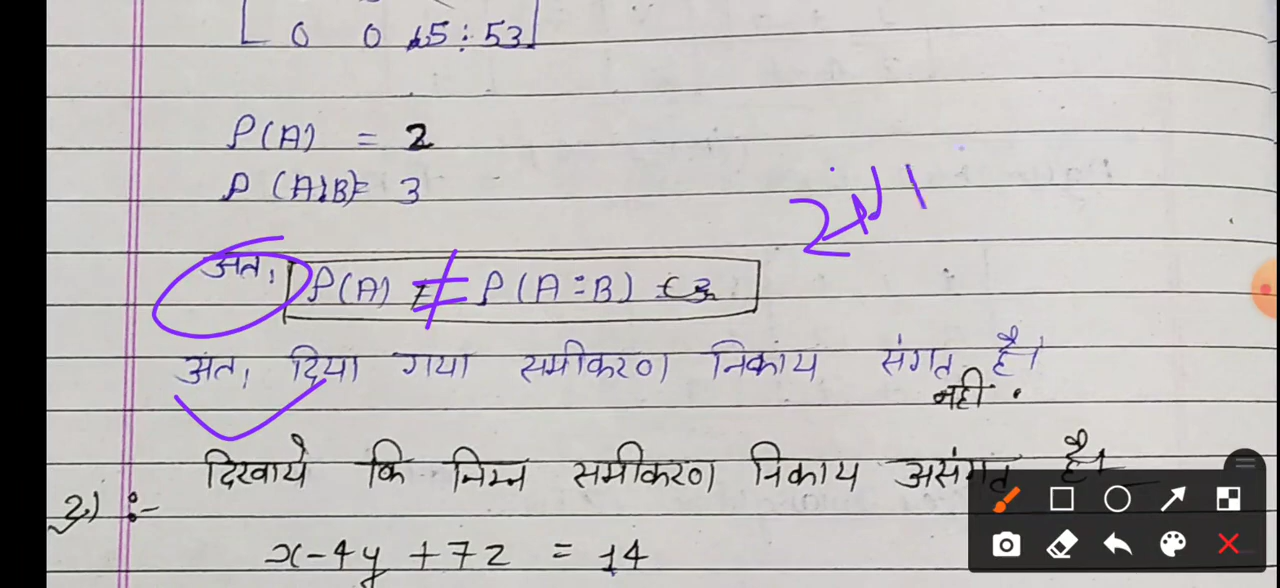 [ 0 0 15 : 53 ]
ρ(A) = 2
ρ (A:B) = 3
अत, ρ(A) ≠ ρ(A:B)
अत, दिया गया समीकरण निकाय संगत है।
नही .
दिखाये कि निम्न समीकरण निकाय असंगत है।
2) :-
x-4y +7z = 14